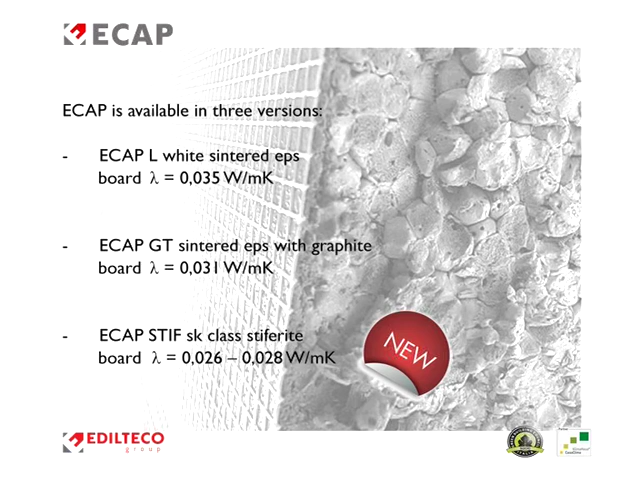 ECAP
ECAP is available in three versions:
- ECAP L white sintered eps
board λ = 0,035 W/mK
- ECAP GT sintered eps with graphite
board λ = 0,031 W/mK
- ECAP STIF sk class stiferite
board λ = 0,026 – 0,028 W/mK
NEW
EDILTECO
group